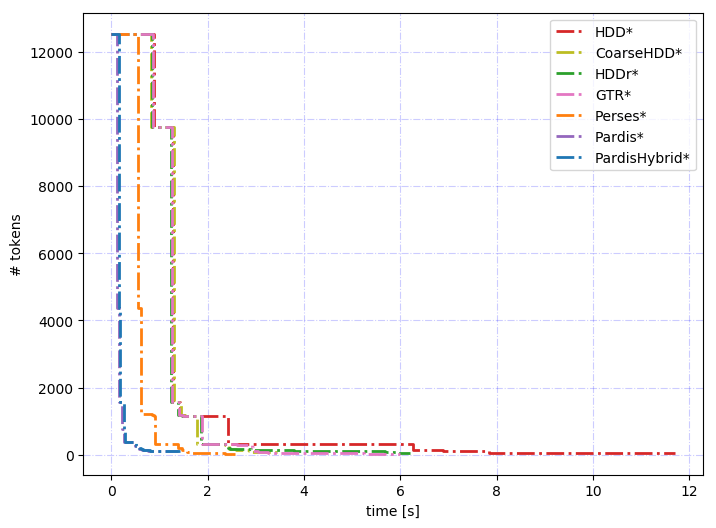 12000
10000
8000
6000
4000
2000
0
# tokens
0 2 4 6 8 10 12
time [s]
HDD*
CoarseHDD*
HDDr*
GTR*
Perses*
Pardis*
PardisHybrid*